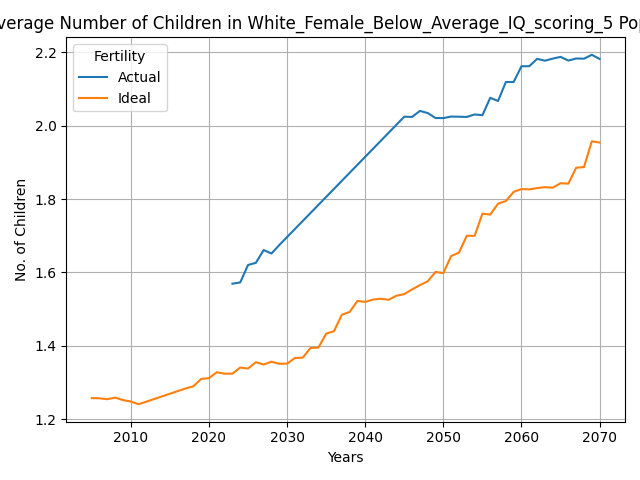 verage Number of Children in White_Female_Below_Average_IQ_scoring_5 Pop
Fertility
Actual
Ideal
No. of Children
2.2
2.0
1.8
1.6
1.4
1.2
2010 2020 2030 2040 2050 2060 2070
Years